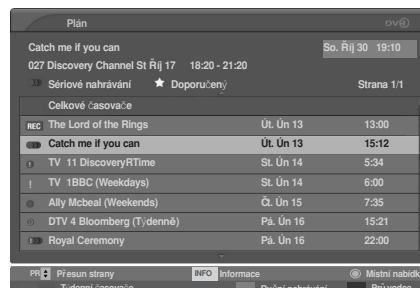 Plán
Catch me if you can So. Říj 30 19:10
027 Discovery Channel St Říj 17 18:20 - 21:20
Sériové nahrávání ★ Doporučený Strana 1/1
Celkové časovače
REC The Lord of the Rings Út. Ún 13 13:00
Catch me if you can Út. Ún 13 15:12
TV 11 DiscoveryRTime St. Ún 14 5:34
! TV 1BBC (Weekdays) St. Ún 14 6:00
Ally Mcbeal (Weekends) Čt. Ún 15 7:35
DTV 4 Bloomberg (Týdenně) Pá. Ún 16 15:21
Royal Ceremony Pá. Ún 16 22:00
PR Přesun strany INFO Informace Místní nabídk
Týdenní časovače Ruční nahrávání Průvodce